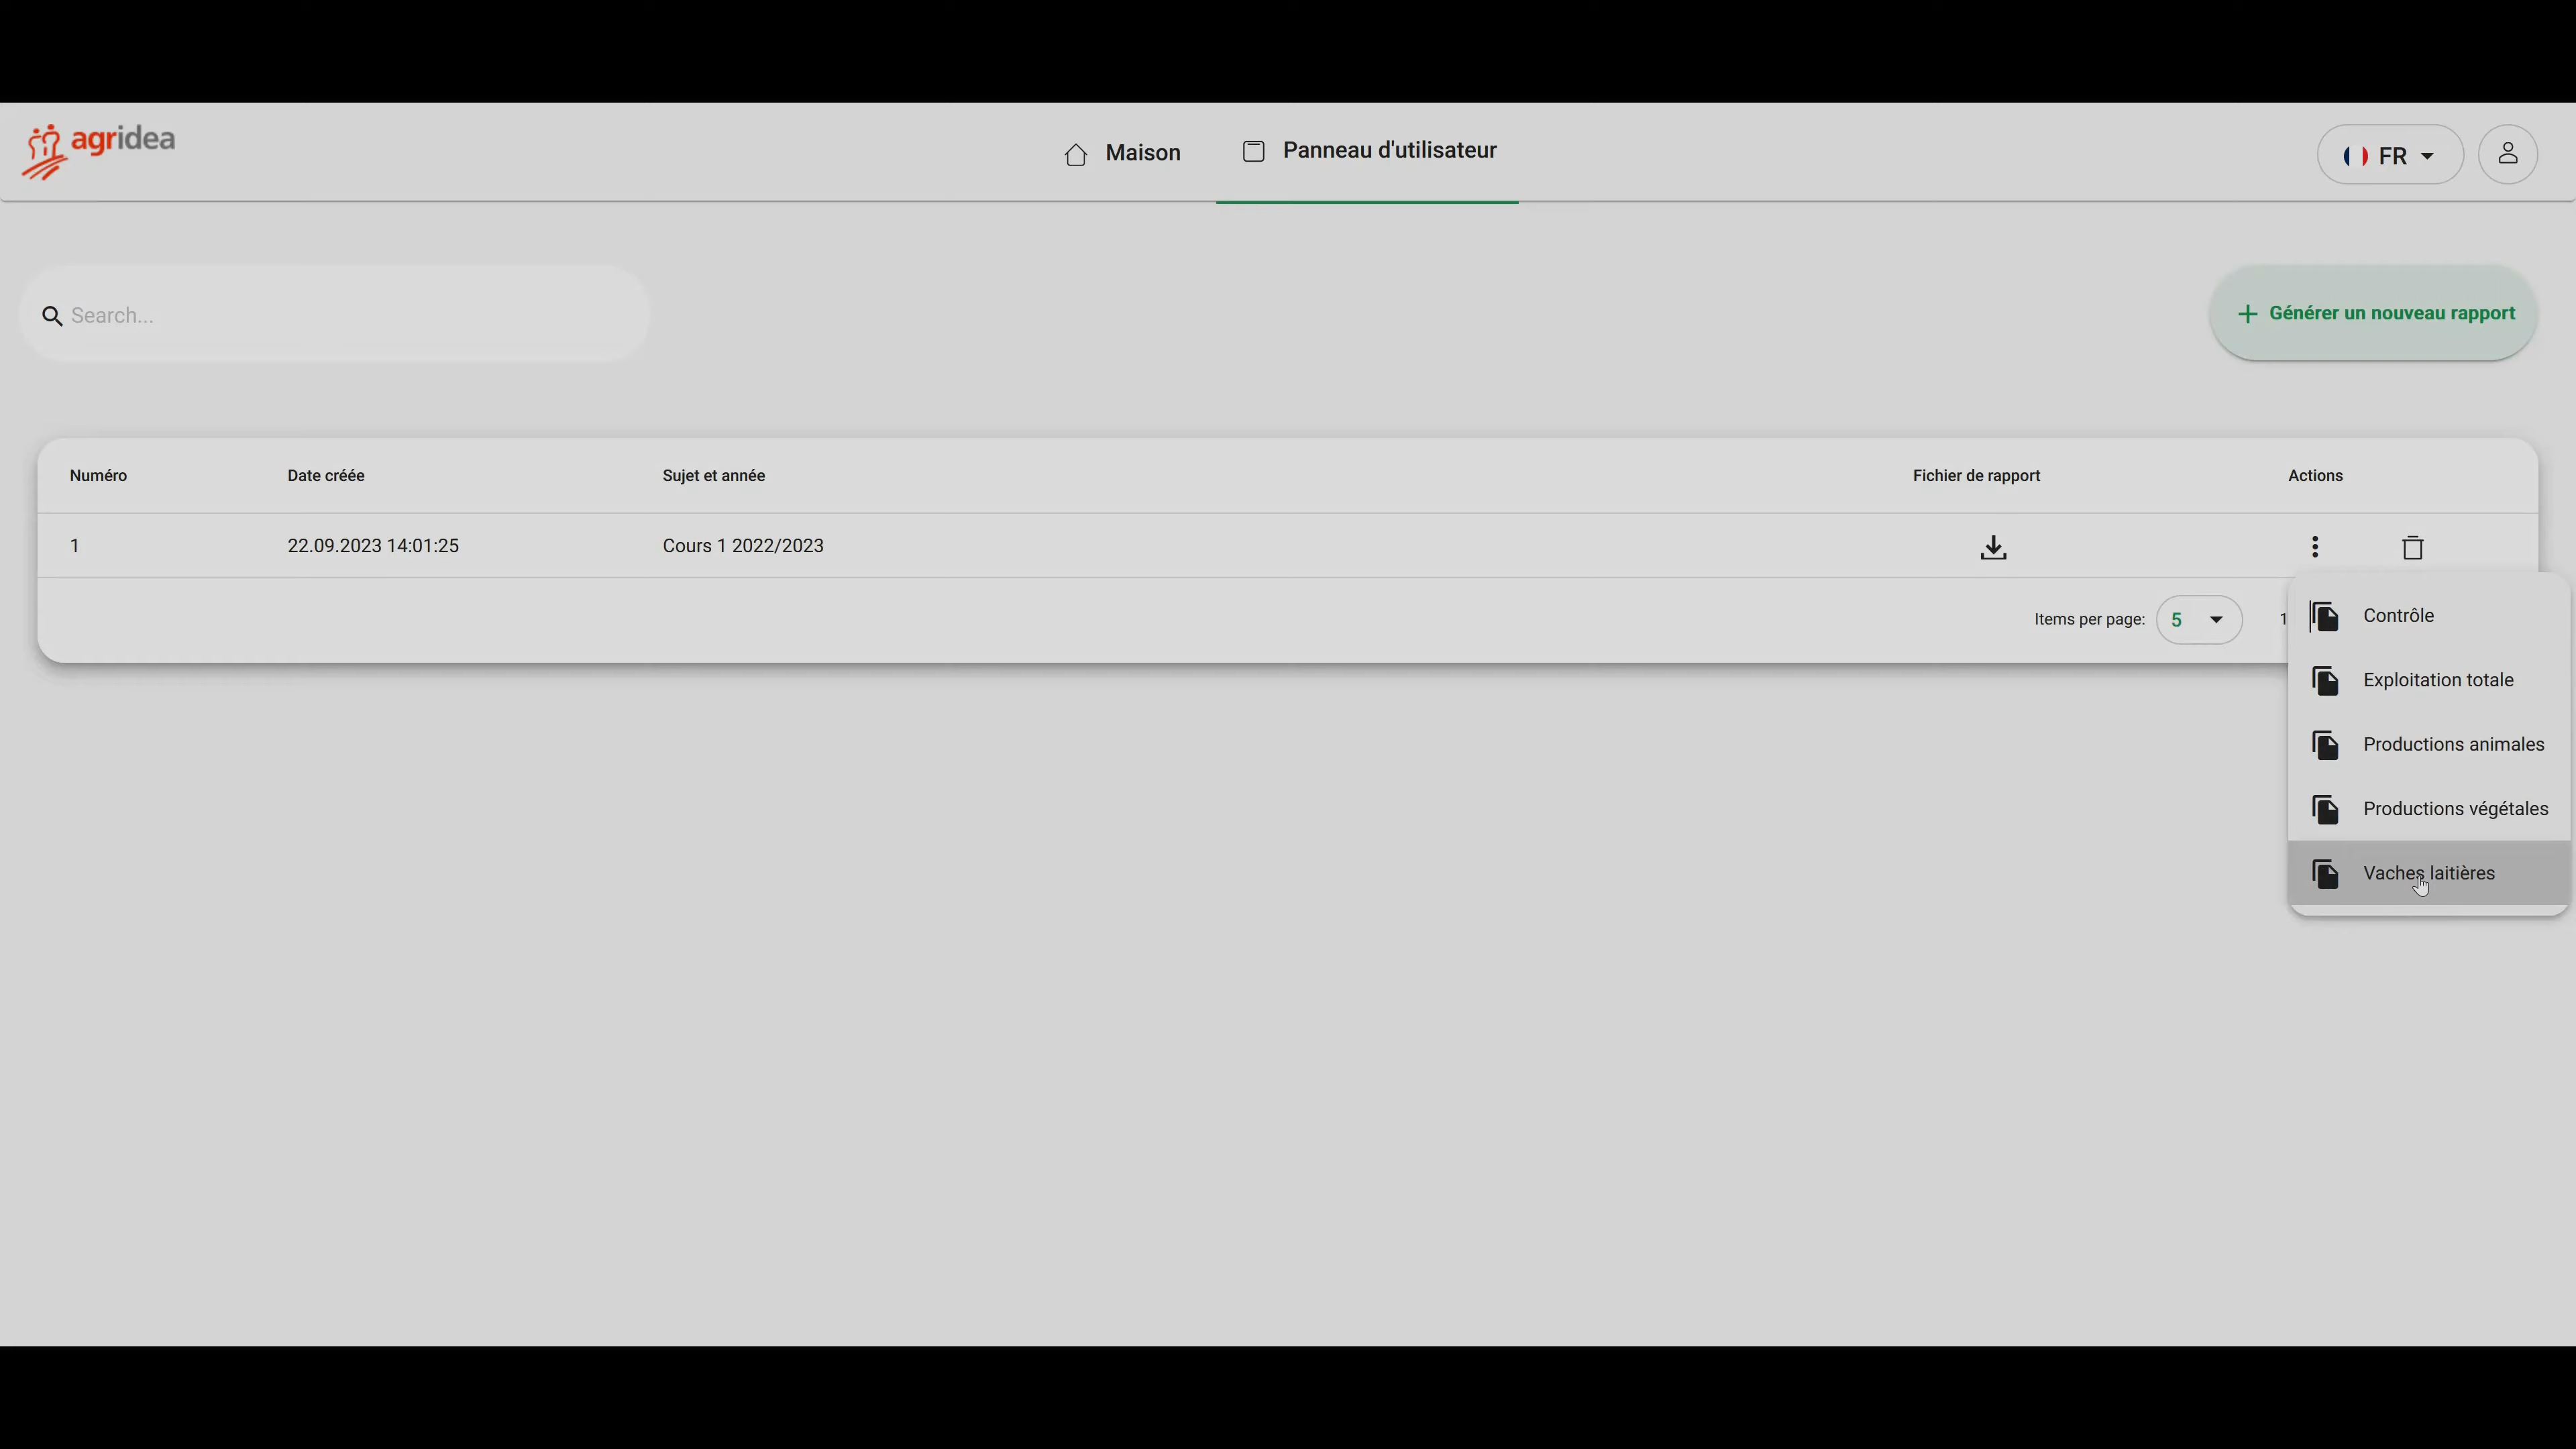 agridea
Maison
Panneau d'utilisateur
FR
Search...
Générer un nouveau rapport
Numéro
Date créée
Sujet et année
Fichier de rapport
Actions
1
22.09.2023 14:01:25
Cours 1 2022/2023
Items per page:
5
1
Contrôle
Exploitation totale
Productions animales
Productions végétales
Vaches laitières